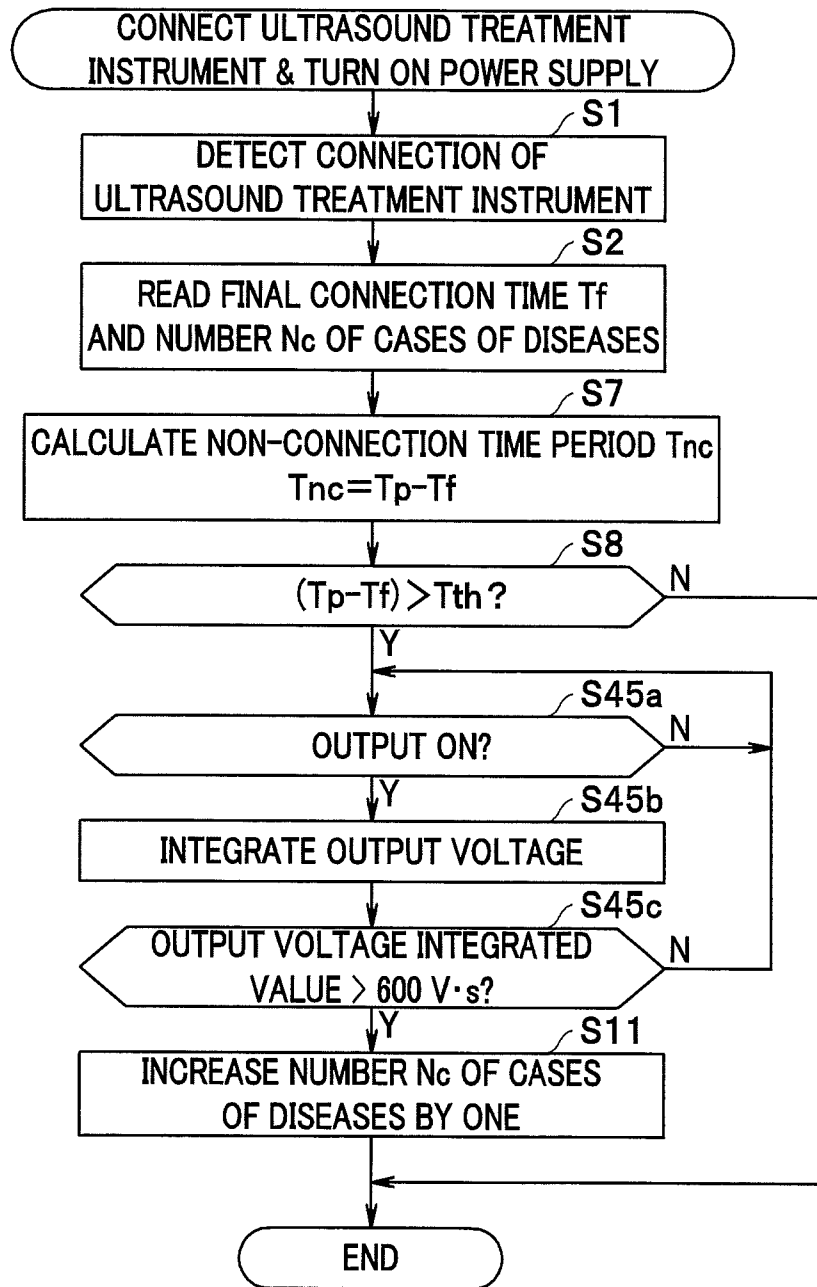 CONNECT ULTRASOUND TREATMENT
INSTRUMENT & TURN ON POWER SUPPLY
S1
DETECT CONNECTION OF
ULTRASOUND TREATMENT INSTRUMENT
S2
READ FINAL CONNECTION TIME Tf
AND NUMBER Nc OF CASES OF DISEASES
S7
CALCULATE NON-CONNECTION TIME PERIOD Tnc
Tnc=Tp-Tf
S8
(Tp-Tf)>Tth?
N
Y
S45a
OUTPUT ON?
N
Y
S45b
INTEGRATE OUTPUT VOLTAGE
S45c
OUTPUT VOLTAGE INTEGRATED
VALUE > 600 V·s?
N
Y
S11
INCREASE NUMBER Nc OF CASES
OF DISEASES BY ONE
END